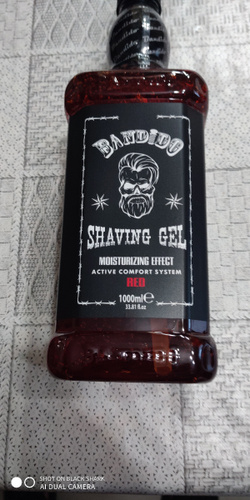 BANDIDO
SHAVING GEL
MOISTURIZING EFFECT
ACTIVE COMFORT SYSTEM
RED
1000ml℮
33.81 fl.oz
SHOT ON BLACK SHARK
AI DUAL CAMERA